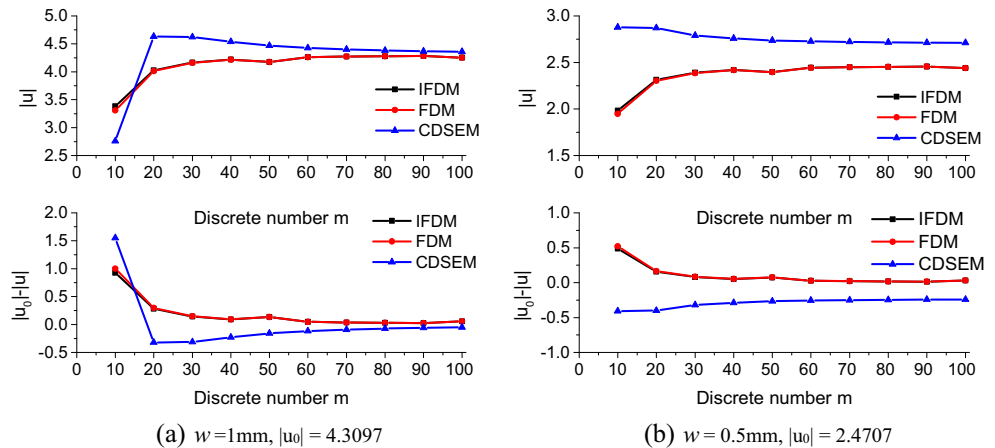 |u|
5.0
4.5
4.0
3.5
3.0
2.5
0 10 20 30 40 50 60 70 80 90 100
IFDM
FDM
CDSEM
Discrete number m
|u₀|-|u|
2.0
1.5
1.0
0.5
0.0
-0.5
0 10 20 30 40 50 60 70 80 90 100
IFDM
FDM
CDSEM
Discrete number m
(a) w =1mm, |u₀| = 4.3097
|u|
3.0
2.5
2.0
1.5
0 10 20 30 40 50 60 70 80 90 100
IFDM
FDM
CDSEM
Discrete number m
|u₀|-|u|
1.0
0.5
0.0
-0.5
-1.0
0 10 20 30 40 50 60 70 80 90 100
IFDM
FDM
CDSEM
Discrete number m
(b) w = 0.5mm, |u₀| = 2.4707